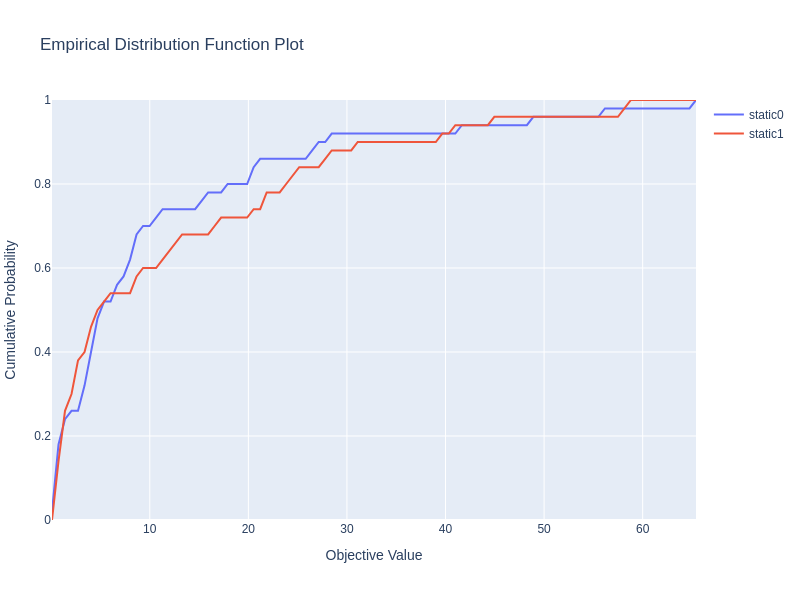 Empirical Distribution Function Plot
static0
static1
Cumulative Probability
1
0.8
0.6
0.4
0.2
0
10
20
30
40
50
60
Objective Value